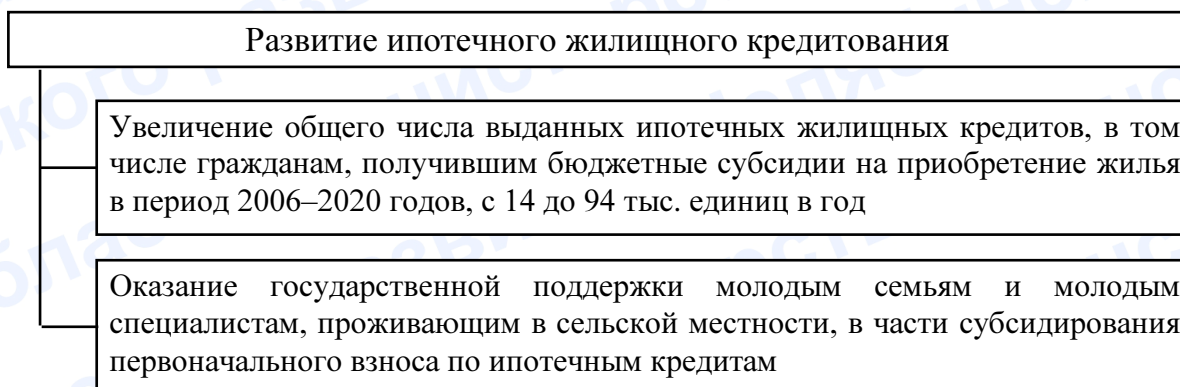 Развитие ипотечного жилищного кредитования
Увеличение общего числа выданных ипотечных жилищных кредитов, в том
числе гражданам, получившим бюджетные субсидии на приобретение жилья
в период 2006–2020 годов, с 14 до 94 тыс. единиц в год
Оказание государственной поддержки молодым семьям и молодым
специалистам, проживающим в сельской местности, в части субсидирования
первоначального взноса по ипотечным кредитам